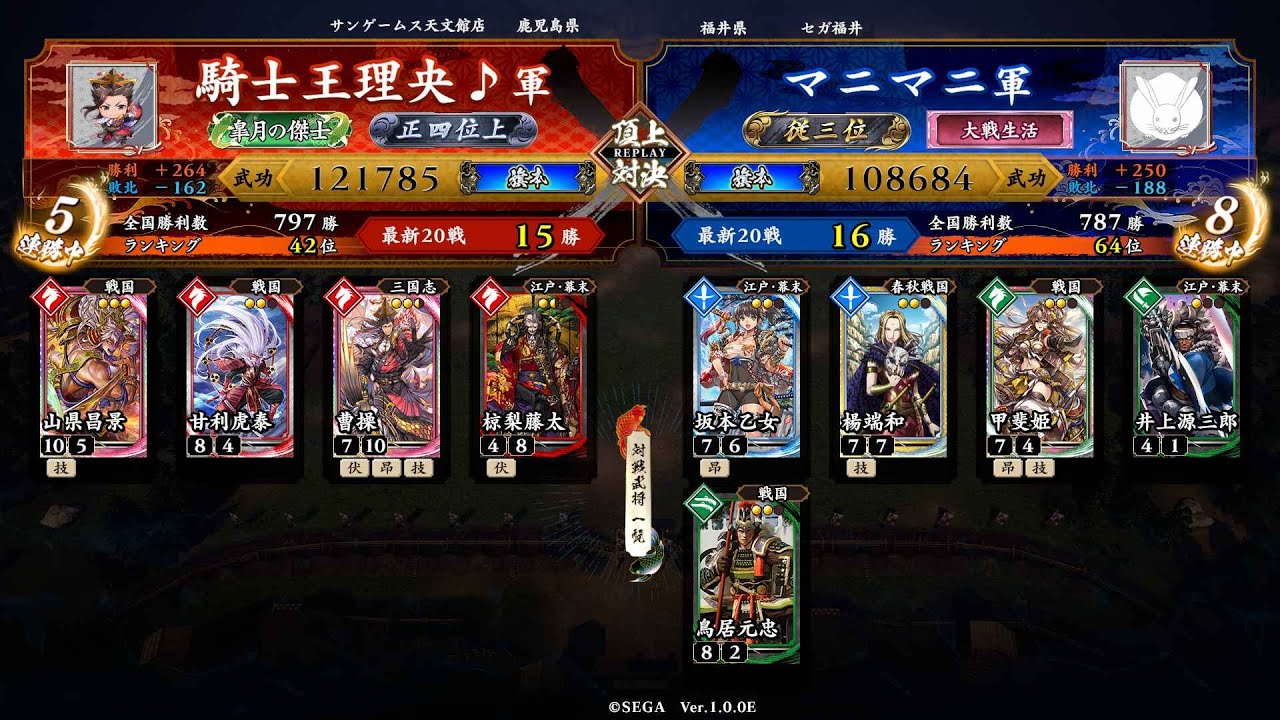 サンゲームス天文館店 鹿児島県
福井県 セガ福井
騎士王理央♪軍
皐月の傑士 正四位上
マニマニ軍
従三位 大戦生活
頂上
REPLAY
対決
勝利 +264
敗北 -162
武功 121785 旗本
旗本 108684 武功
勝利 +250
敗北 -188
5
連勝中
全国勝利数 797勝
ランキング 42位
最新20戦 15勝
最新20戦 16勝
全国勝利数 787勝
ランキング 64位
8
連勝中
戦国
山県昌景
10 5
技
戦国
甘利虎泰
8 4
三国志
曹操
7 10
伏 昂 技
江戸・幕末
椋梨藤太
4 8
伏
対戦武将一覧
江戸・幕末
坂本乙女
7 6
昂
春秋戦国
楊端和
7 7
技
戦国
甲斐姫
7 4
昂 技
江戸・幕末
井上源三郎
4 1
戦国
鳥居元忠
8 2
©SEGA Ver.1.0.0E